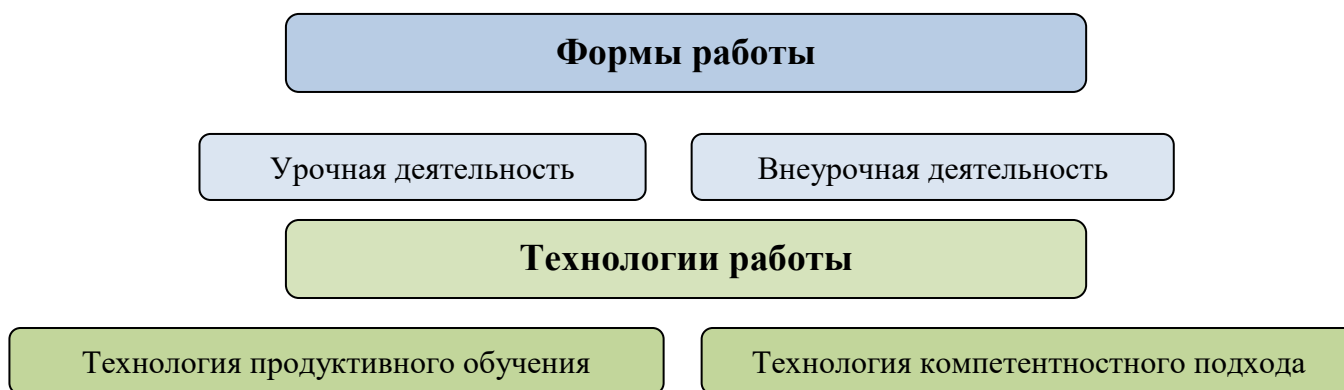 Формы работы
Урочная деятельность
Внеурочная деятельность
Технологии работы
Технология продуктивного обучения
Технология компетентностного подхода